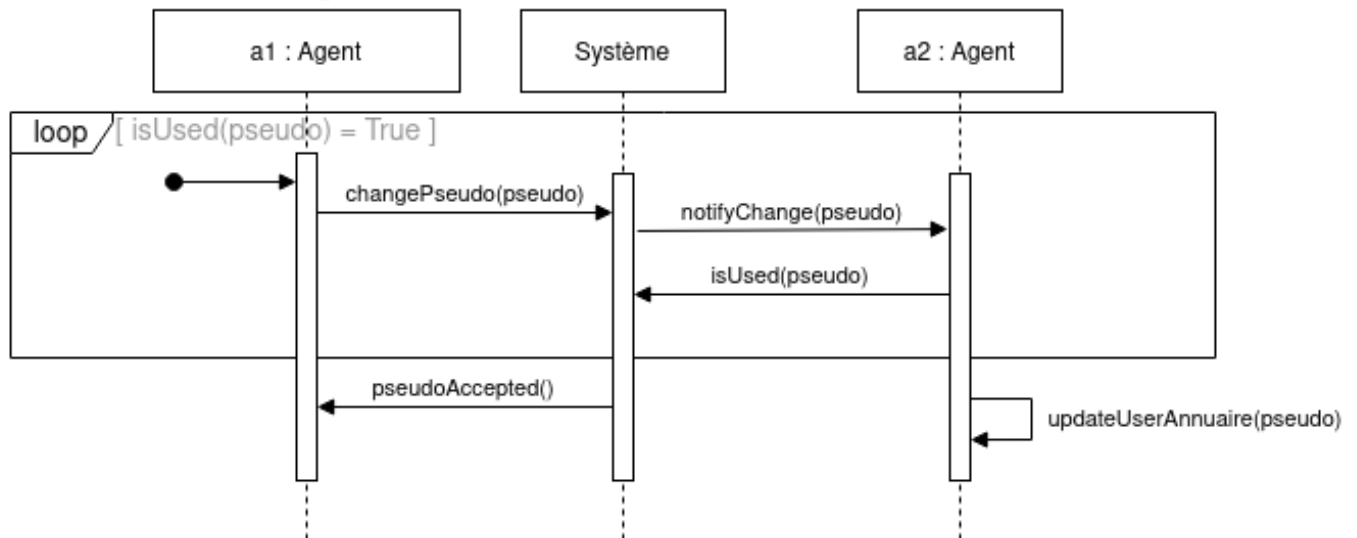 a1 : Agent
Système
a2 : Agent
loop
[ isUsed(pseudo) = True ]
changePseudo(pseudo)
notifyChange(pseudo)
isUsed(pseudo)
pseudoAccepted()
updateUserAnnuaire(pseudo)